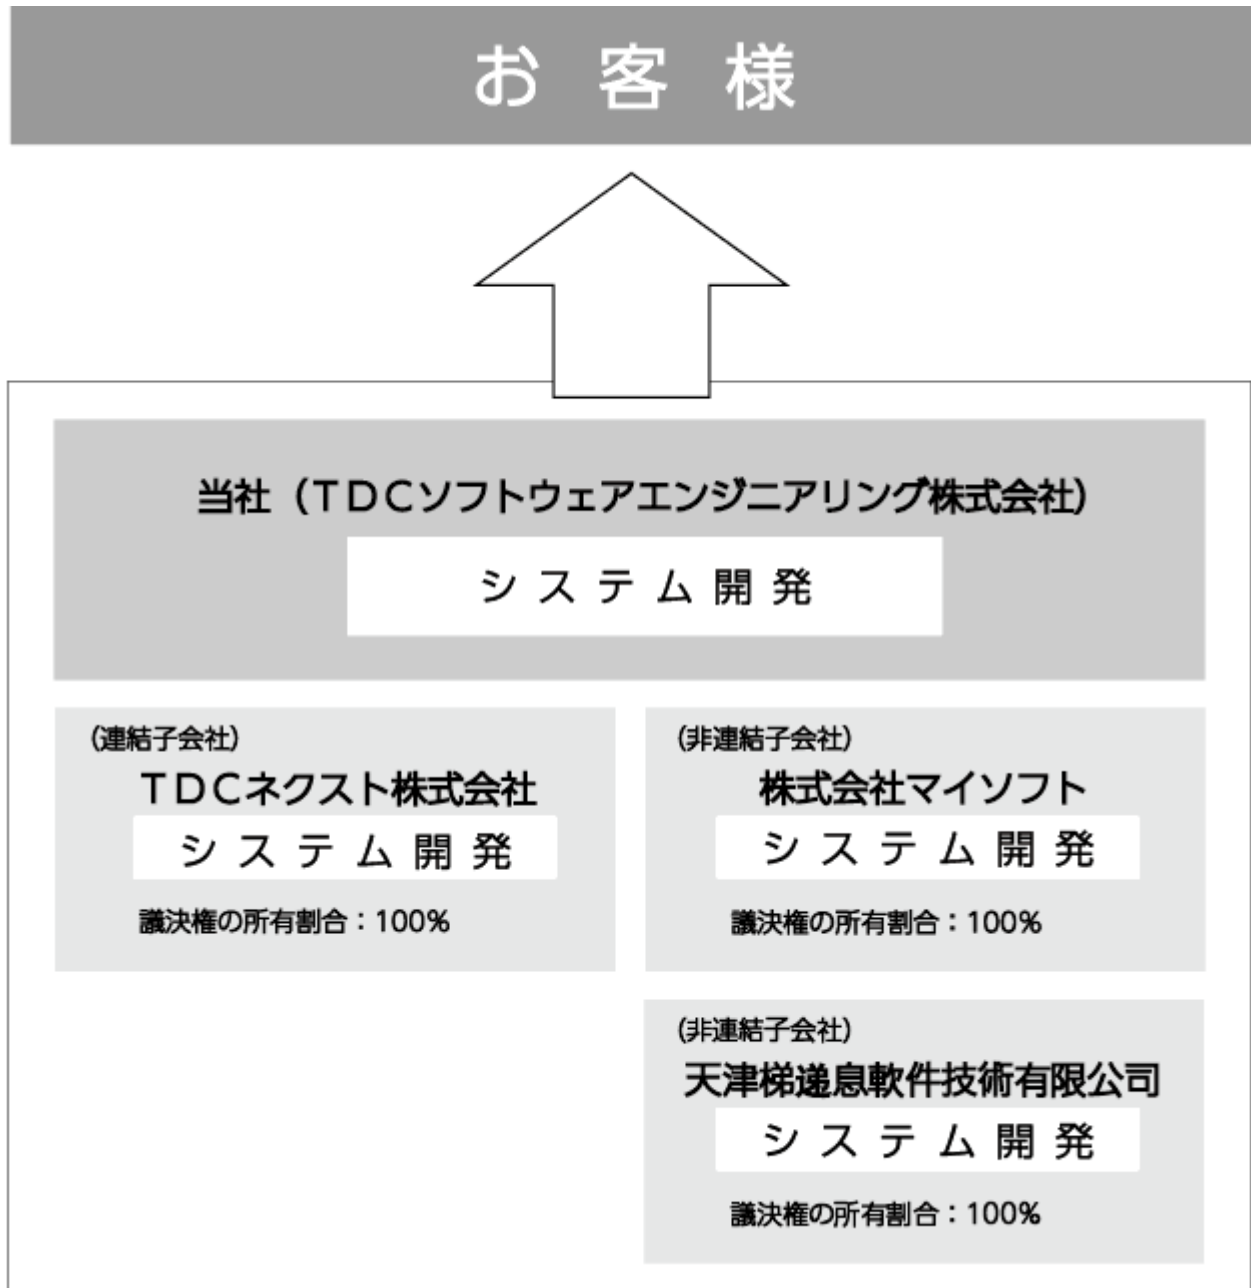 お客様
当社（ＴＤＣソフトウェアエンジニアリング株式会社）
システム開発
（連結子会社）
ＴＤＣネクスト株式会社
システム開発
議決権の所有割合：100%
（非連結子会社）
株式会社マイソフト
システム開発
議決権の所有割合：100%
（非連結子会社）
天津梯逓息軟件技術有限公司
システム開発
議決権の所有割合：100%